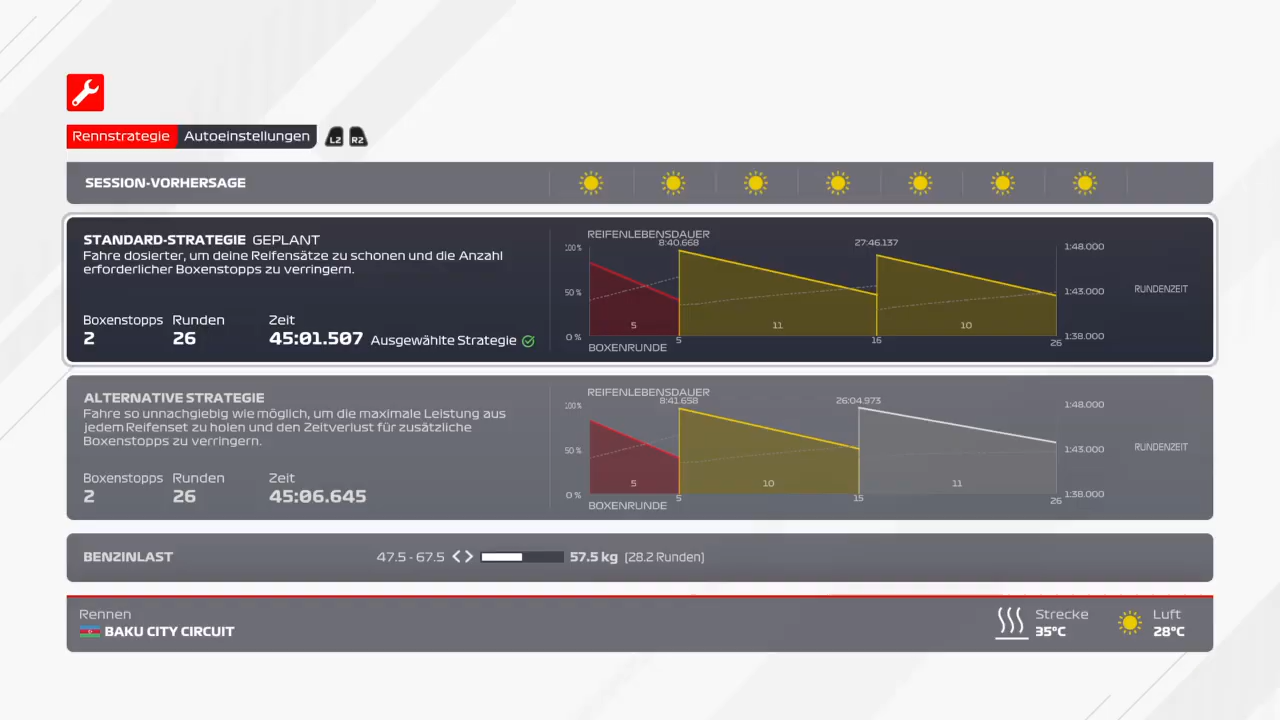 Rennstrategie Autoeinstellungen L2 R2
SESSION-VORHERSAGE
STANDARD-STRATEGIE GEPLANT
Fahre dosierter, um deine Reifensätze zu schonen und die Anzahl
erforderlicher Boxenstopps zu verringern.
Boxenstopps Runden Zeit
2 26 45:01.507 Ausgewählte Strategie
REIFENLEBENSDAUER
8:40.668 27:46.137
100 % 1:48.000
50 % 1:43.000 RUNDENZEIT
5 11 10
0 % 1:38.000
5 16 26
BOXENRUNDE
ALTERNATIVE STRATEGIE
Fahre so unnachgiebig wie möglich, um die maximale Leistung aus
jedem Reifenset zu holen und den Zeitverlust für zusätzliche
Boxenstopps zu verringern.
Boxenstopps Runden Zeit
2 26 45:06.645
REIFENLEBENSDAUER
8:41.658 26:04.973
100 % 1:48.000
50 % 1:43.000 RUNDENZEIT
5 10 11
0 % 1:38.000
5 15 26
BOXENRUNDE
BENZINLAST 47.5 - 67.5 57.5 kg (28.2 Runden)
Rennen
BAKU CITY CIRCUIT
Strecke
35°C
Luft
28°C